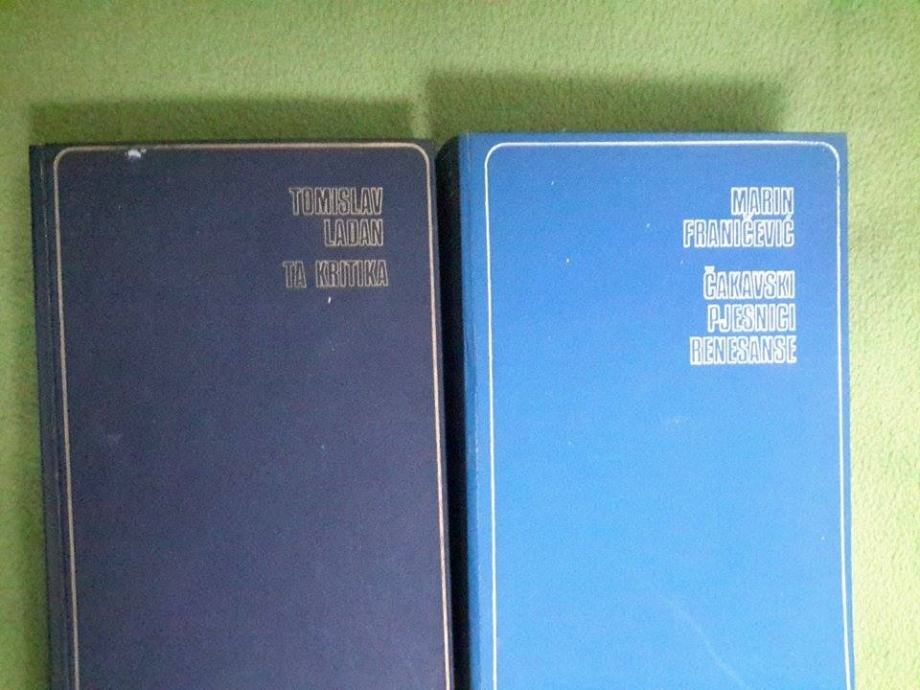 TOMISLAV
LADAN
TA KRITIKA
MARIN
FRANIČEVIĆ
ČAKAVSKI
PJESNICI
RENESANSE